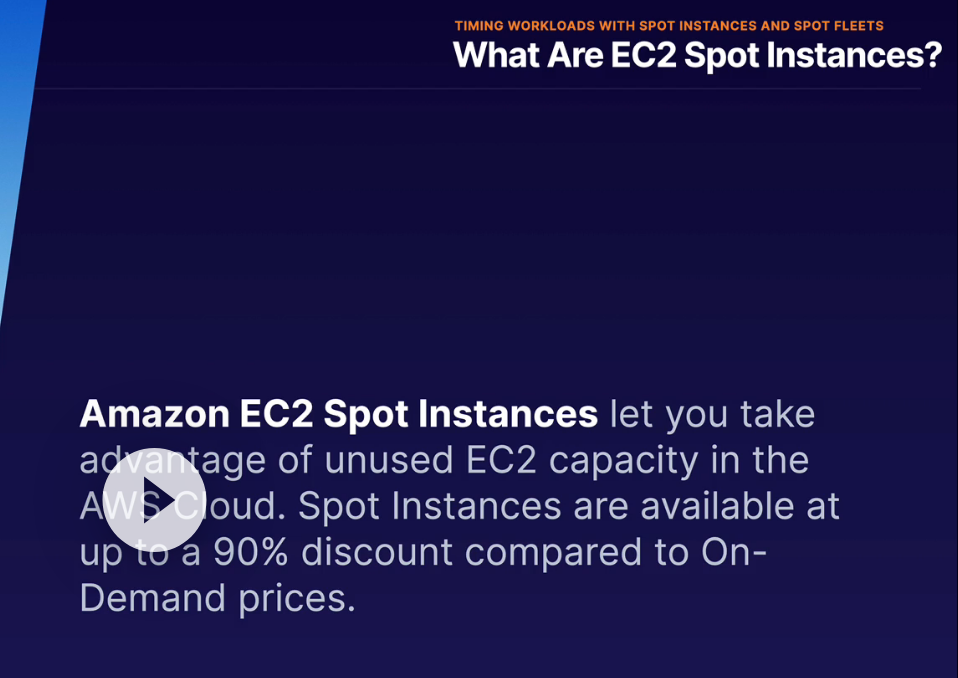 TIMING WORKLOADS WITH SPOT INSTANCES AND SPOT FLEETS
What Are EC2 Spot Instances?
Amazon EC2 Spot Instances let you take
advantage of unused EC2 capacity in the
AWS Cloud. Spot Instances are available at
up to a 90% discount compared to On-
Demand prices.